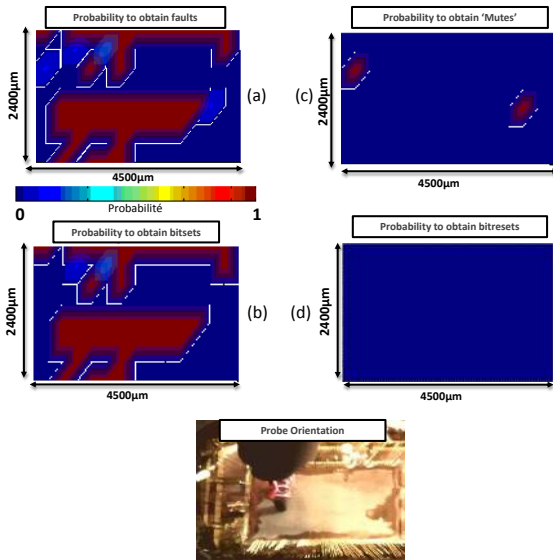 Probability to obtain faults
Probability to obtain 'Mutes'
2400µm
(a)
(c)
2400µm
4500µm
4500µm
0
Probabilité
1
Probability to obtain bitsets
Probability to obtain bitresets
2400µm
(b)
(d)
2400µm
4500µm
4500µm
Probe Orientation